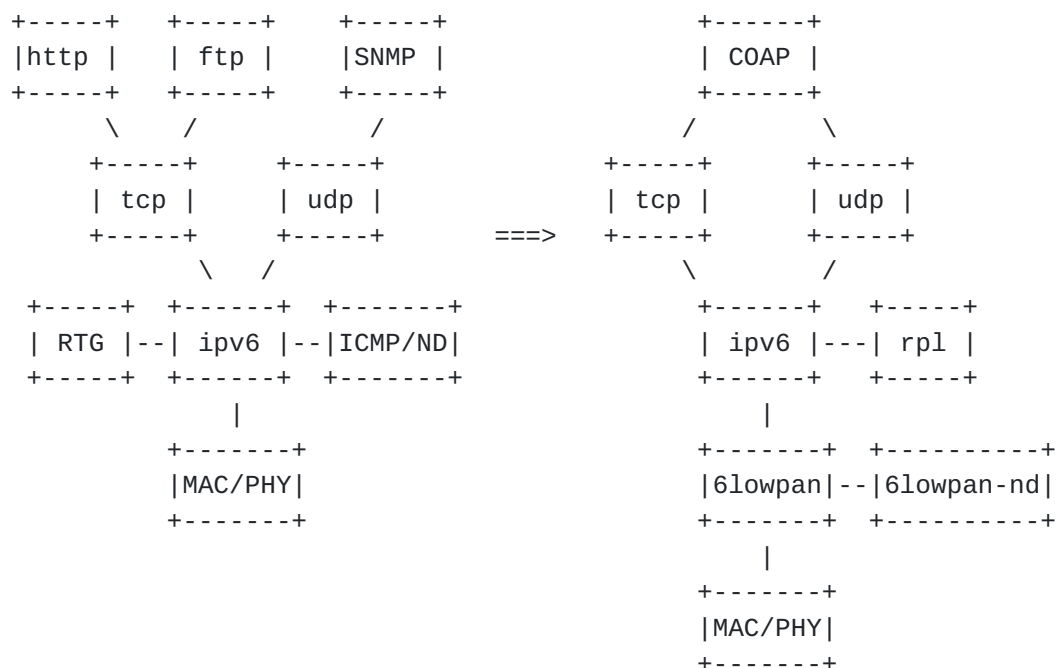 +-----+   +-----+    +-----+               +------+
|http |   | ftp |    |SNMP |               | COAP |
+-----+   +-----+    +-----+               +------+
      \    /           /                  /        \
     +-----+     +-----+             +-----+      +-----+
     | tcp |     | udp |             | tcp |      | udp |
     +-----+     +-----+      ===>   +-----+      +-----+
            \   /                         \        /
 +-----+  +------+  +-------+              +------+   +-----+
 | RTG |--| ipv6 |--|ICMP/ND|              | ipv6 |---| rpl |
 +-----+  +------+  +-------+              +------+   +-----+
              |                                |
          +-------+                        +-------+  +----------+
          |MAC/PHY|                        |6lowpan|--|6lowpan-nd|
          +-------+                        +-------+  +----------+
                                               |
                                           +-------+
                                           |MAC/PHY|
                                           +-------+